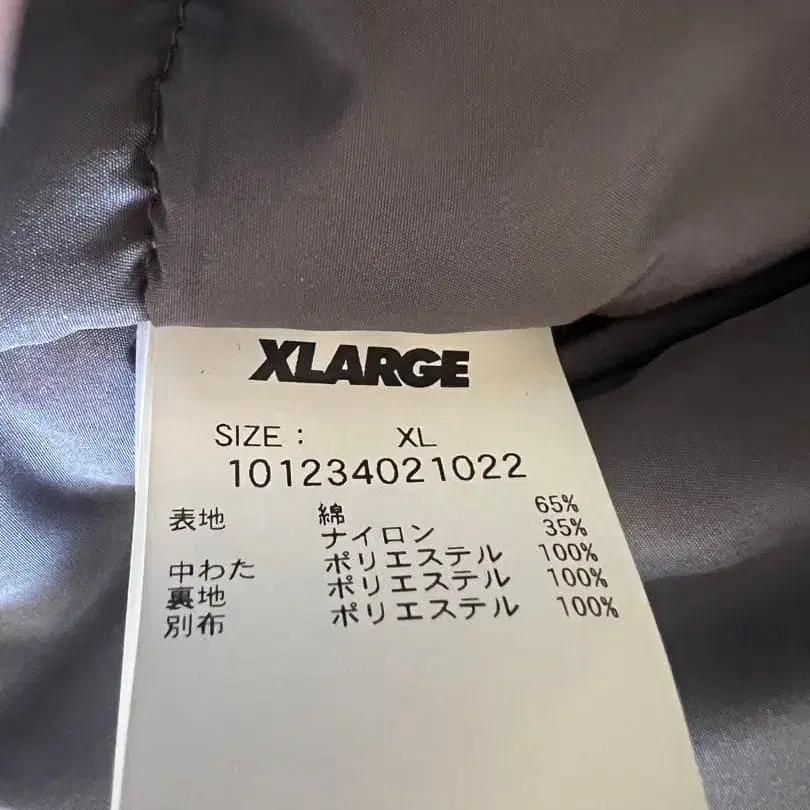 XLARGE
SIZE : XL
101234021022
表地 綿 65%
ナイロン 35%
中わた ポリエステル 100%
裏地 ポリエステル 100%
別布 ポリエステル 100%